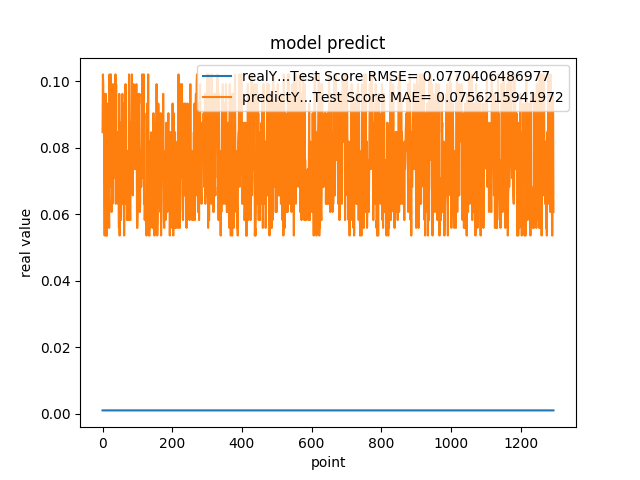 model predict
realY...Test Score RMSE= 0.0770406486977
predictY...Test Score MAE= 0.0756215941972
0.10
0.08
0.06
0.04
0.02
0.00
real value
0 200 400 600 800 1000 1200
point